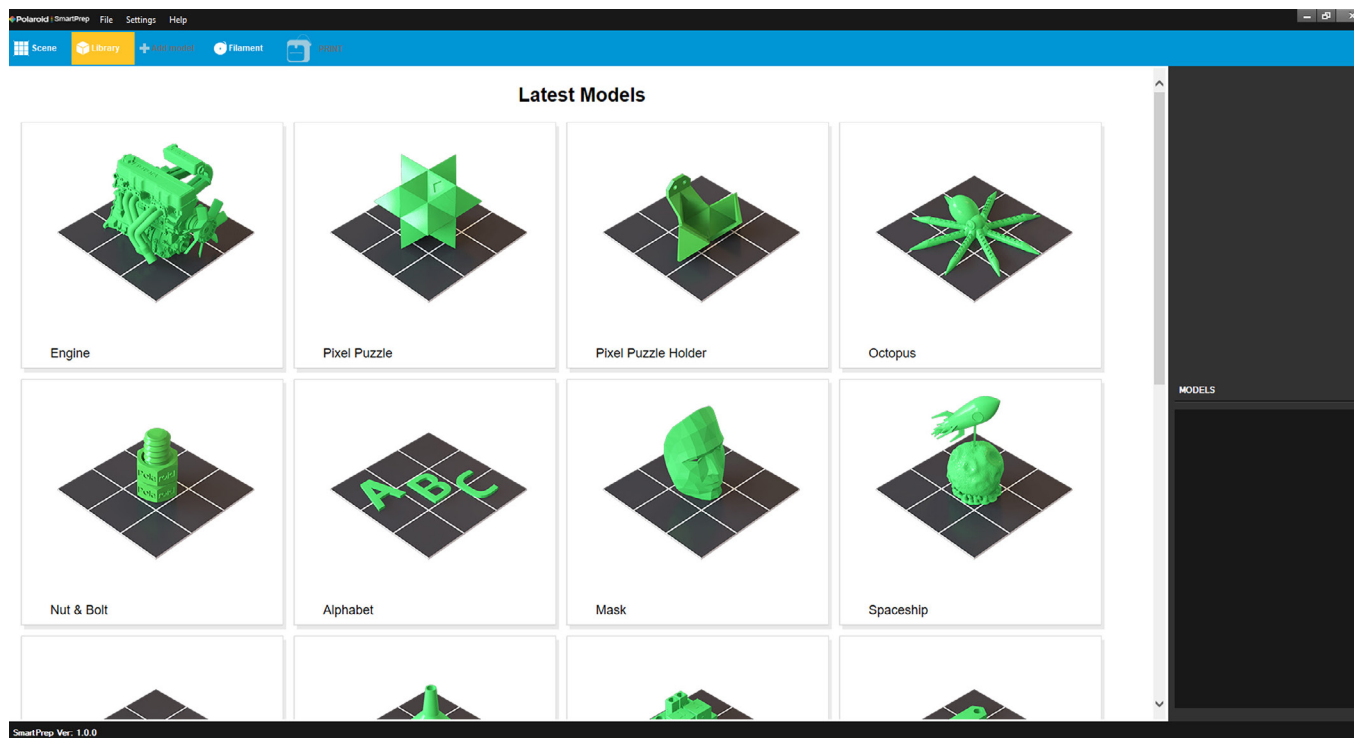 Polaroid | SmartPrep File Settings Help
Scene Library Filament
Latest Models
Engine Pixel Puzzle Pixel Puzzle Holder Octopus
MODELS
Polaroid
Nut & Bolt Alphabet Mask Spaceship
A B C
SmartPrep Ver: 1.0.0